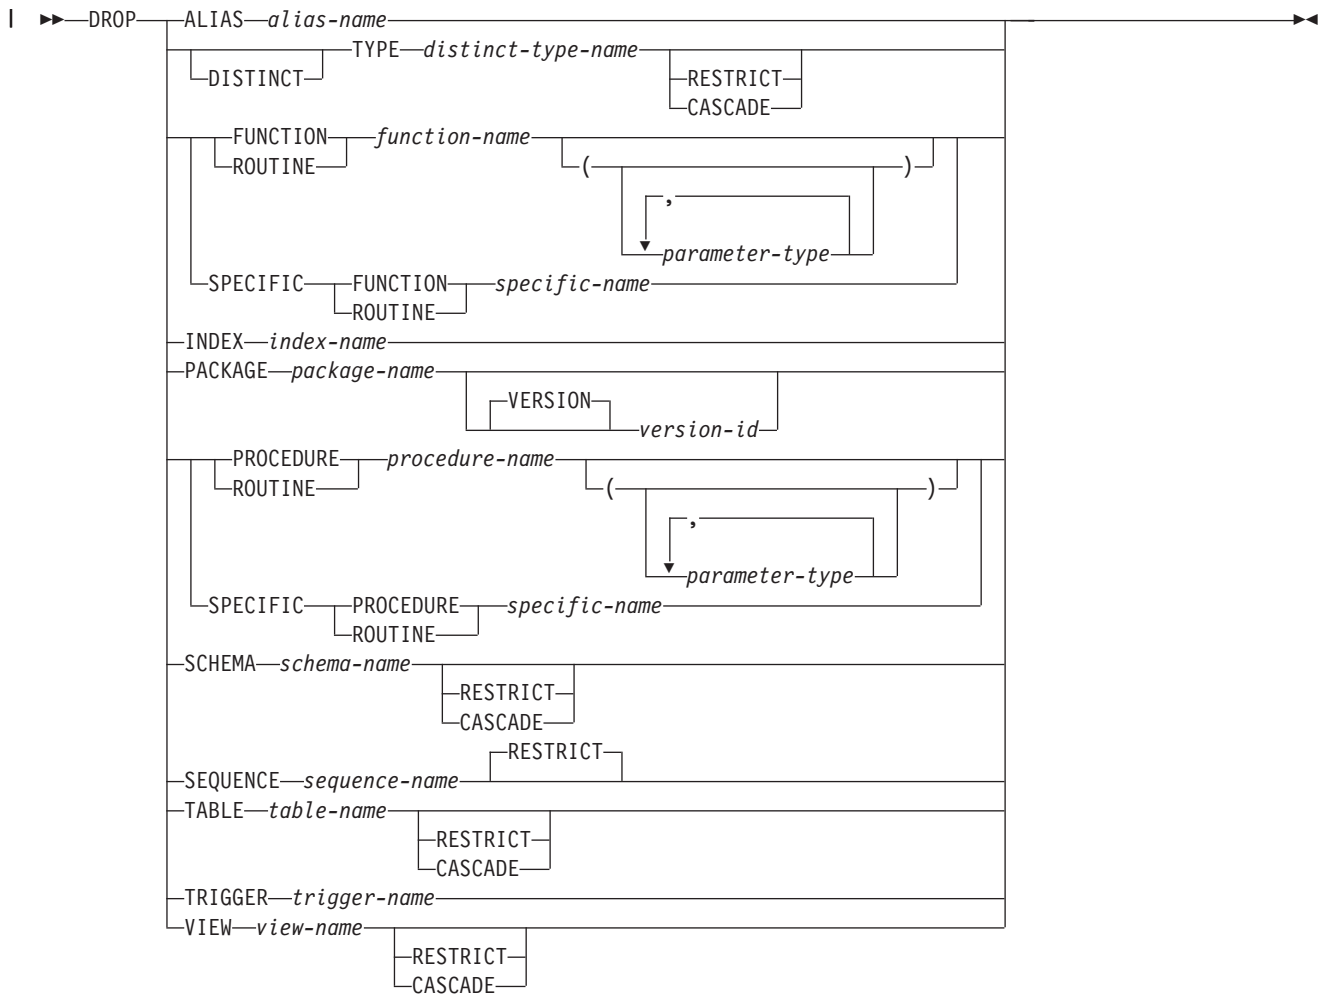 DROP ALIAS alias-name
TYPE distinct-type-name
DISTINCT RESTRICT
CASCADE
FUNCTION function-name
ROUTINE ( )
,
parameter-type
SPECIFIC FUNCTION specific-name
ROUTINE
INDEX index-name
PACKAGE package-name
VERSION
version-id
PROCEDURE procedure-name
ROUTINE ( )
,
parameter-type
SPECIFIC PROCEDURE specific-name
ROUTINE
SCHEMA schema-name
RESTRICT
CASCADE
RESTRICT
SEQUENCE sequence-name
TABLE table-name
RESTRICT
CASCADE
TRIGGER trigger-name
VIEW view-name
RESTRICT
CASCADE